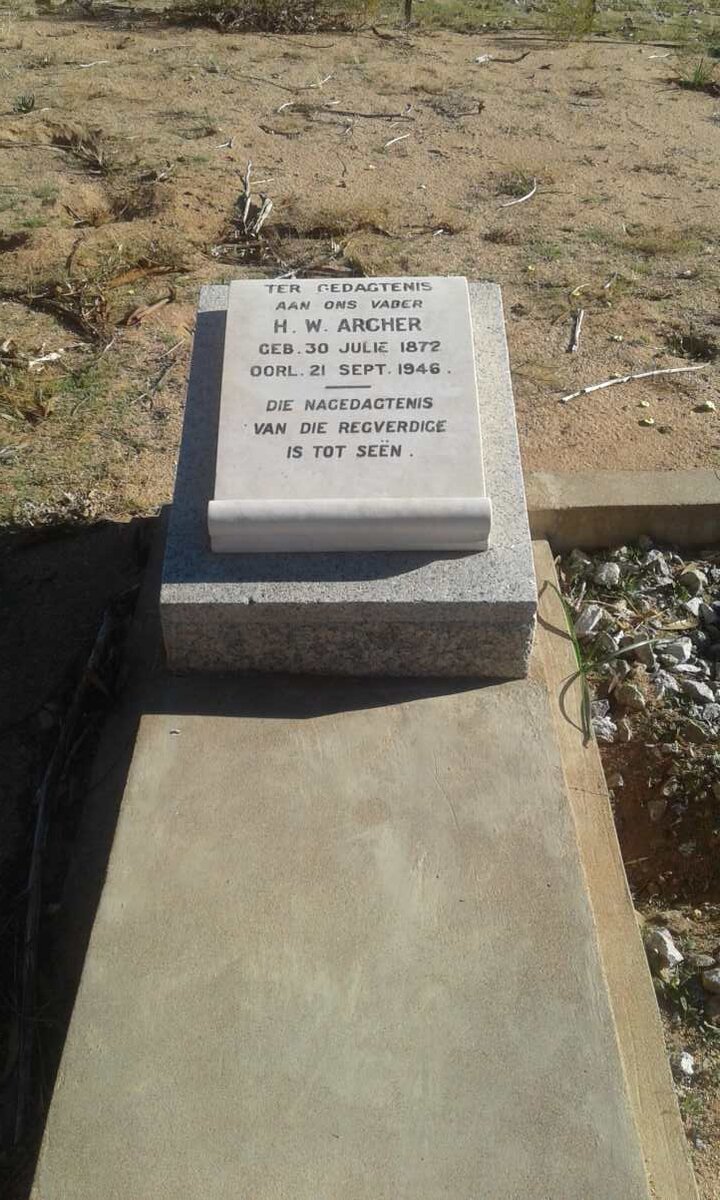 TER GEDAGTENIS
AAN ONS VADER
H. W. ARCHER
GEB. 30 JULIE 1872
OORL. 21 SEPT. 1946.
DIE NAGEDAGTENIS
VAN DIE REGVERDIGE
IS TOT SEËN.